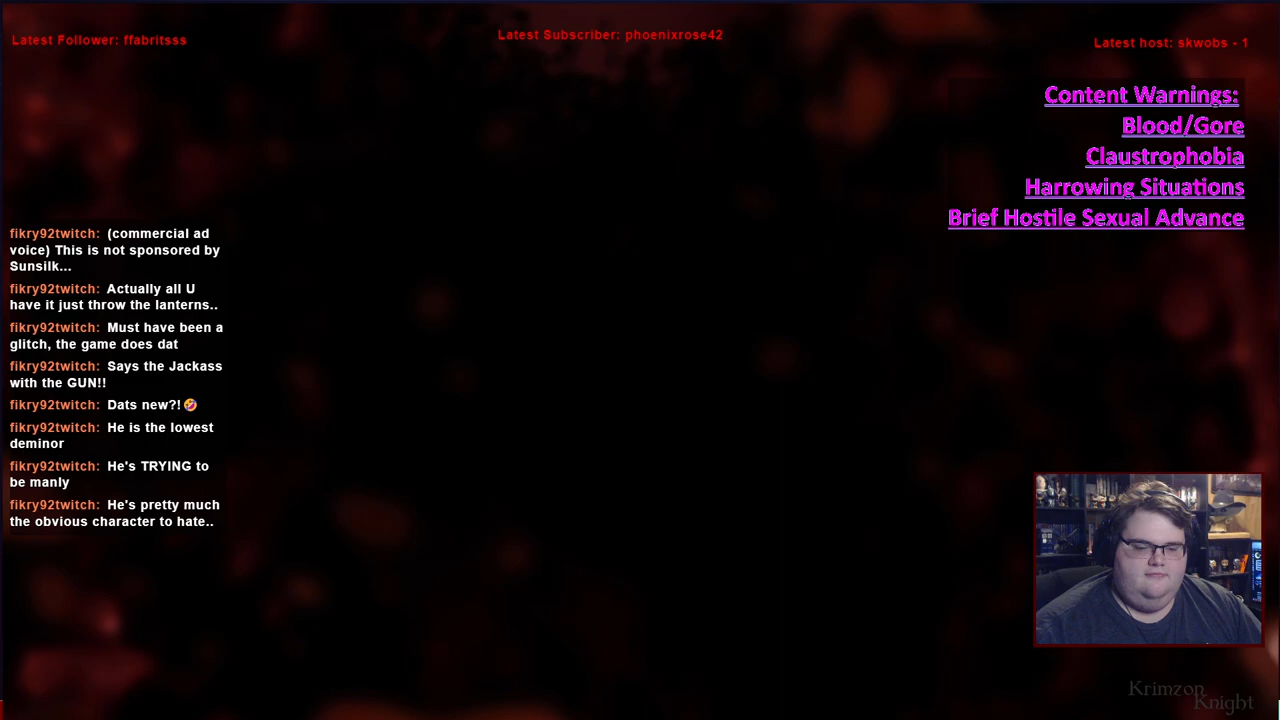 Latest Follower: ffabritsss
Latest Subscriber: phoenixrose42
Latest host: skwobs - 1
Content Warnings:
Blood/Gore
Claustrophobia
Harrowing Situations
Brief Hostile Sexual Advance
fikry92twitch: (commercial ad
voice) This is not sponsored by
Sunsilk...
fikry92twitch: Actually all U
have it just throw the lanterns..
fikry92twitch: Must have been a
glitch, the game does dat
fikry92twitch: Says the Jackass
with the GUN!!
fikry92twitch: Dats new?!🤣
fikry92twitch: He is the lowest
deminor
fikry92twitch: He's TRYING to
be manly
fikry92twitch: He's pretty much
the obvious character to hate..
Krimzon
Knight